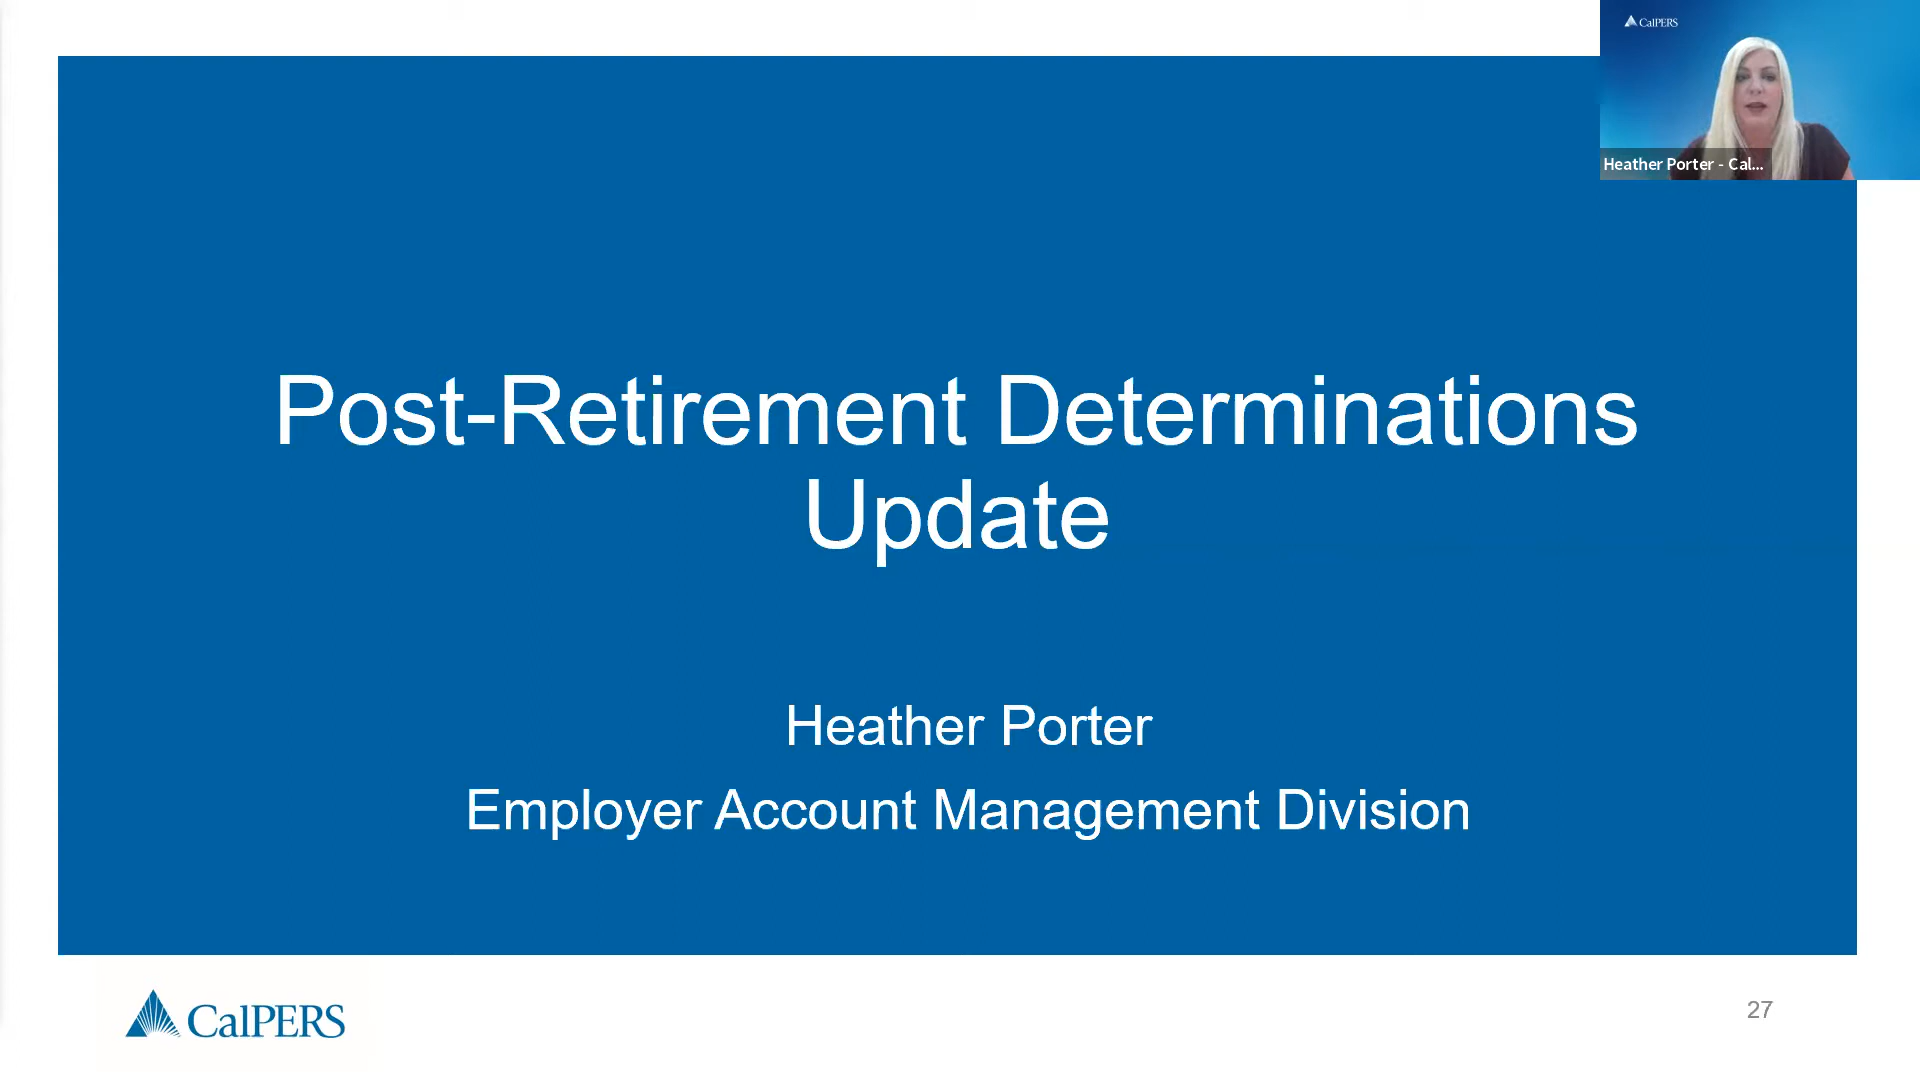 CalPERS
Heather Porter - Cal...
Post-Retirement Determinations
Update
Heather Porter
Employer Account Management Division
CalPERS
27